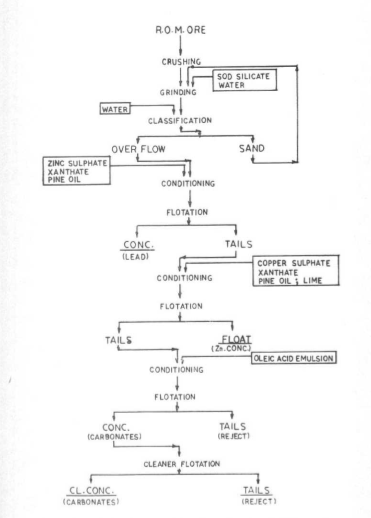 R.O.M. ORE
CRUSHING
SOD SILICATE
WATER
GRINDING
WATER
CLASSIFICATION
OVER FLOW
SAND
ZINC SULPHATE
XANTHATE
PINE OIL
CONDITIONING
FLOTATION
CONC.
(LEAD)
TAILS
COPPER SULPHATE
XANTHATE
PINE OIL ; LIME
CONDITIONING
FLOTATION
TAILS
FLOAT
(Zn. CONC.)
OLEIC ACID EMULSION
CONDITIONING
FLOTATION
CONC.
(CARBONATES)
TAILS
(REJECT)
CLEANER FLOTATION
CL. CONC.
(CARBONATES)
TAILS
(REJECT)